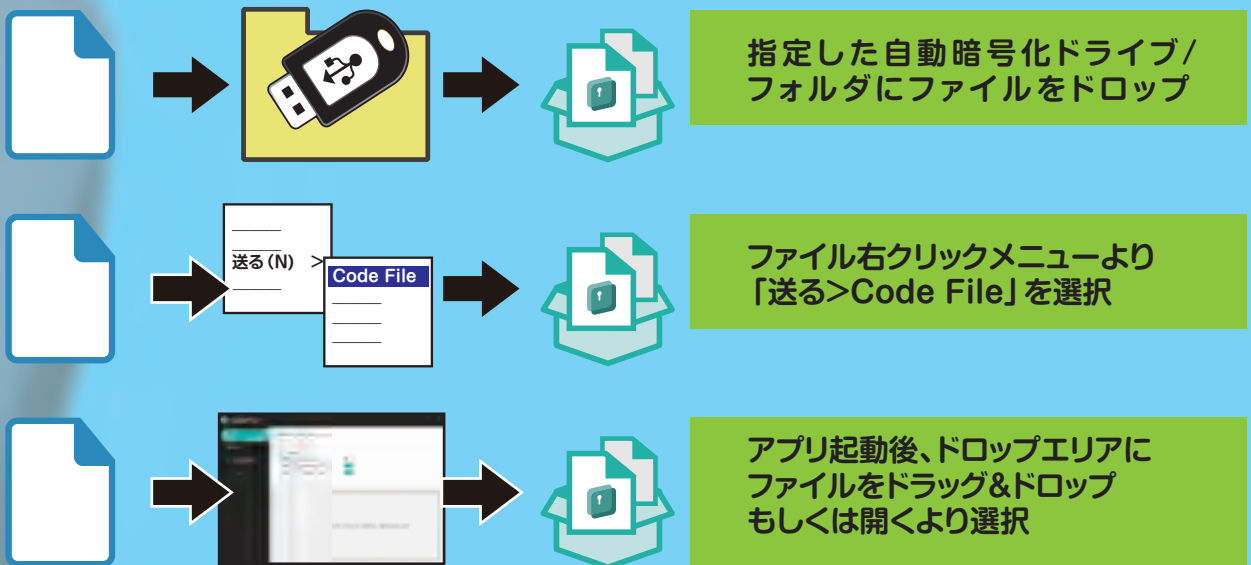 指定した自動暗号化ドライブ/
フォルダにファイルをドロップ
送る(N) >
Code File
ファイル右クリックメニューより
「送る>Code File」を選択
アプリ起動後、ドロップエリアに
ファイルをドラッグ&ドロップ
もしくは開くより選択